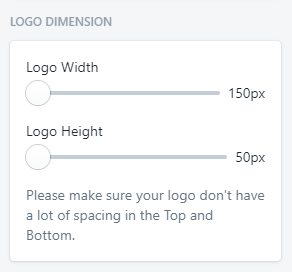 LOGO DIMENSION
Logo Width
150px
Logo Height
50px
Please make sure your logo don't have
a lot of spacing in the Top and
Bottom.